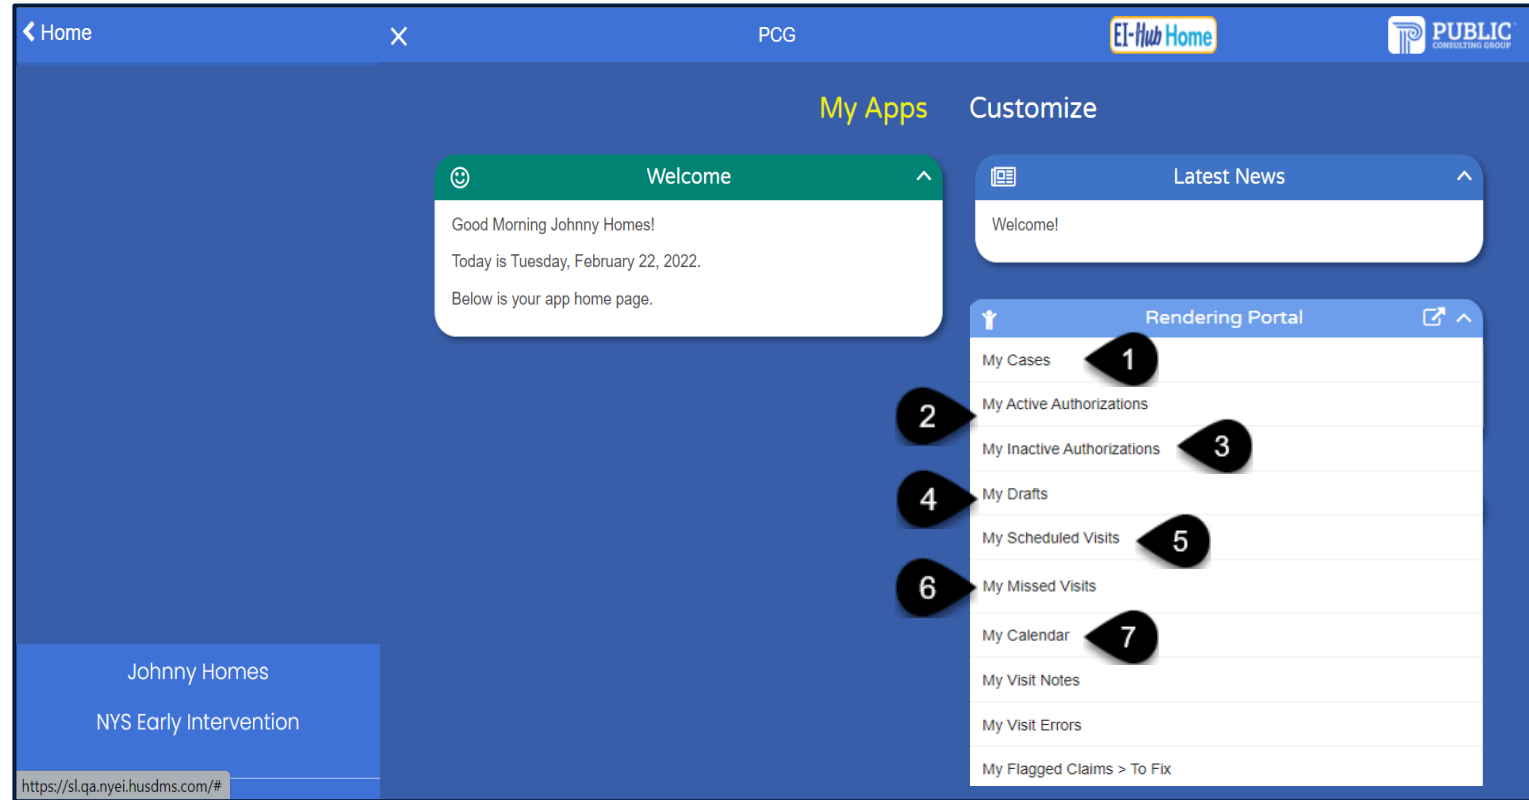 Home
PCG
EI-Hub Home
PUBLIC
CONSULTING GROUP
My Apps
Customize
Welcome
Good Morning Johnny Homes!
Today is Tuesday, February 22, 2022.
Below is your app home page.
Latest News
Welcome!
Rendering Portal
My Cases 1
2 My Active Authorizations
My Inactive Authorizations 3
4 My Drafts
My Scheduled Visits 5
6 My Missed Visits
My Calendar 7
My Visit Notes
My Visit Errors
My Flagged Claims > To Fix
Johnny Homes
NYS Early Intervention
https://sl.qa.nyei.husdms.com/#